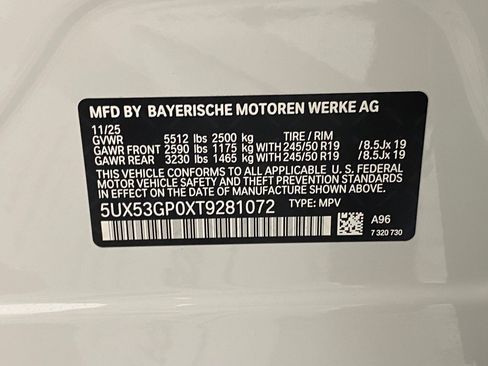 MFD BY BAYERISCHE MOTOREN WERKE AG
11/25
GVWR 5512 lbs 2500 kg TIRE / RIM
GAWR FRONT 2590 lbs 1175 kg WITH 245/50 R19 / 8.5Jx 19
GAWR REAR 3230 lbs 1465 kg WITH 245/50 R19 / 8.5Jx 19
THIS VEHICLE CONFORMS TO ALL APPLICABLE U. S. FEDERAL
MOTOR VEHICLE SAFETY STANDARDS IN EFFECT ON THE
DATE OF MANUFACTURE SHOWN ABOVE.
5UX53GP0XT9281072 TYPE: MPV
A96
7 320 730